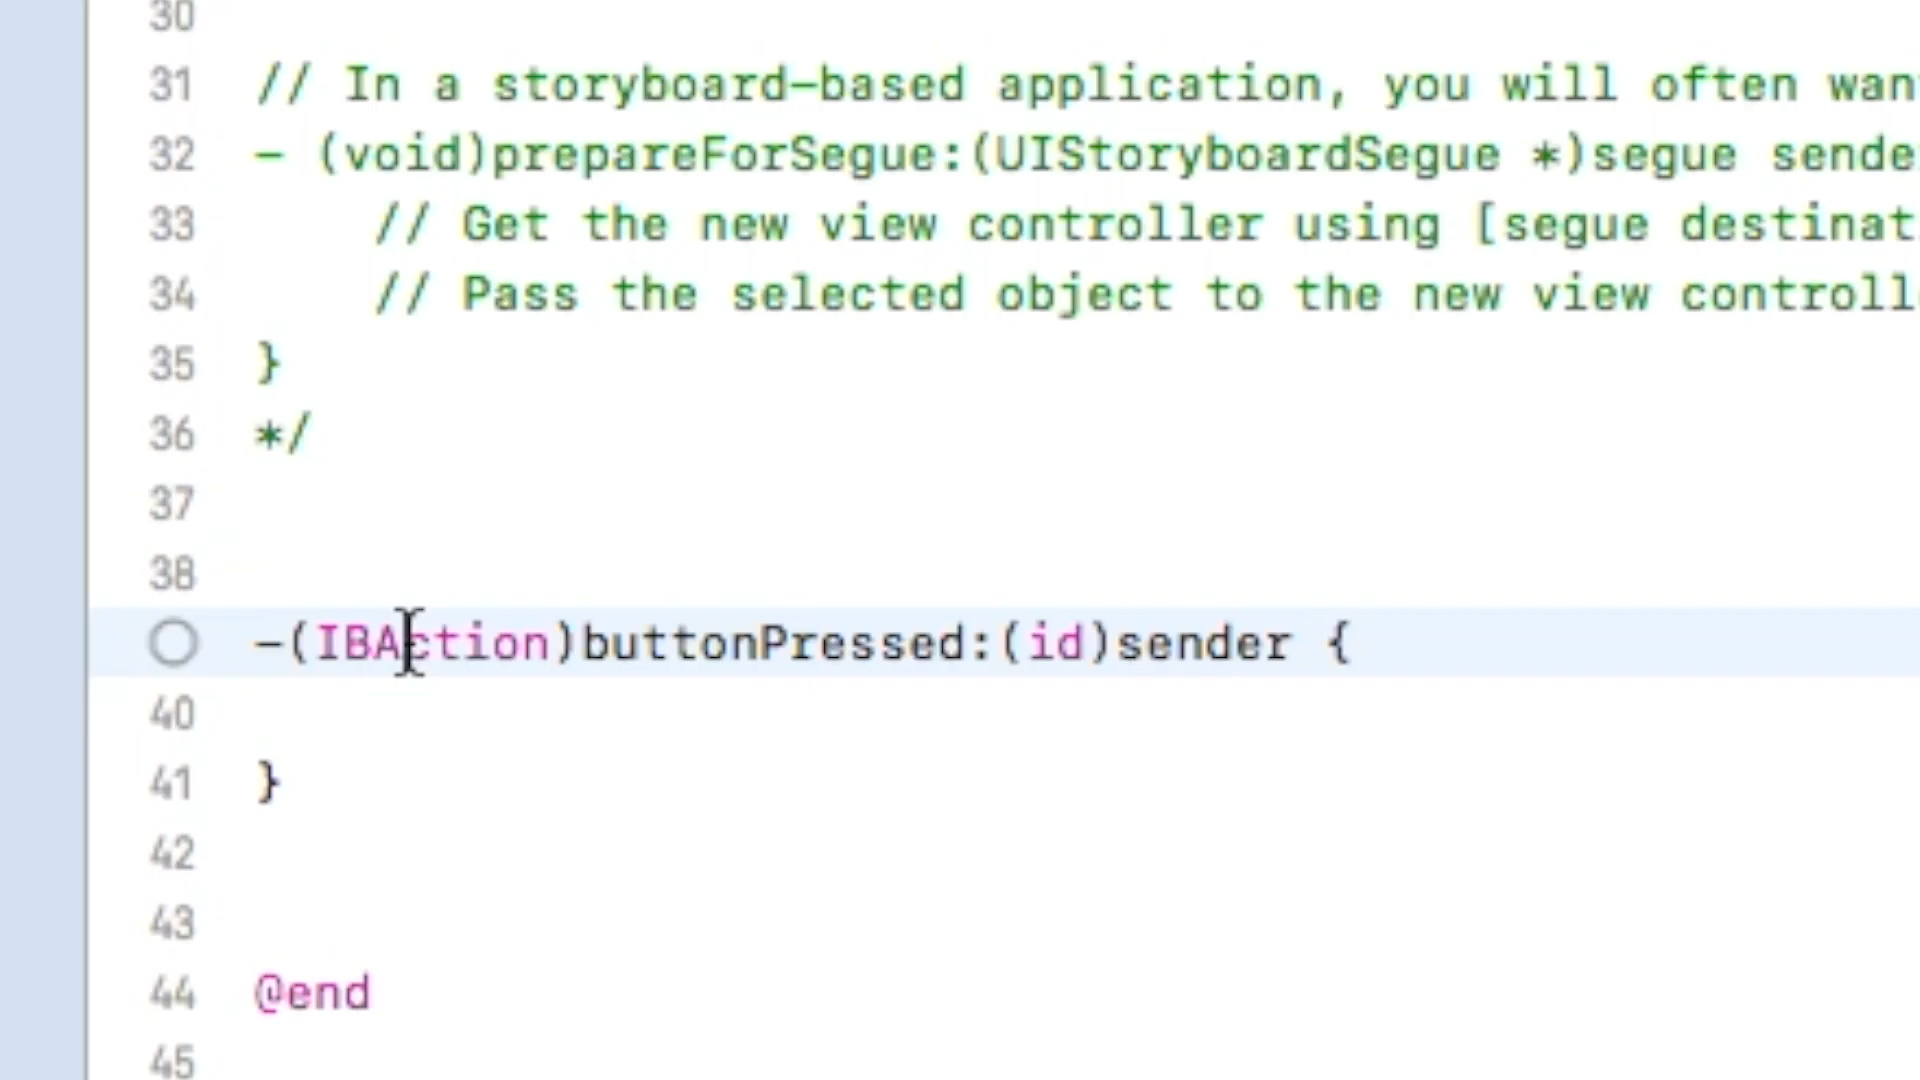 30
31 // In a storyboard-based application, you will often wan
32 - (void)prepareForSegue:(UIStoryboardSegue *)segue sende
33 // Get the new view controller using [segue destinat
34 // Pass the selected object to the new view controll
35 }
36 */
37
38
-(IBAction)buttonPressed:(id)sender {
40
41 }
42
43
44 @end
45